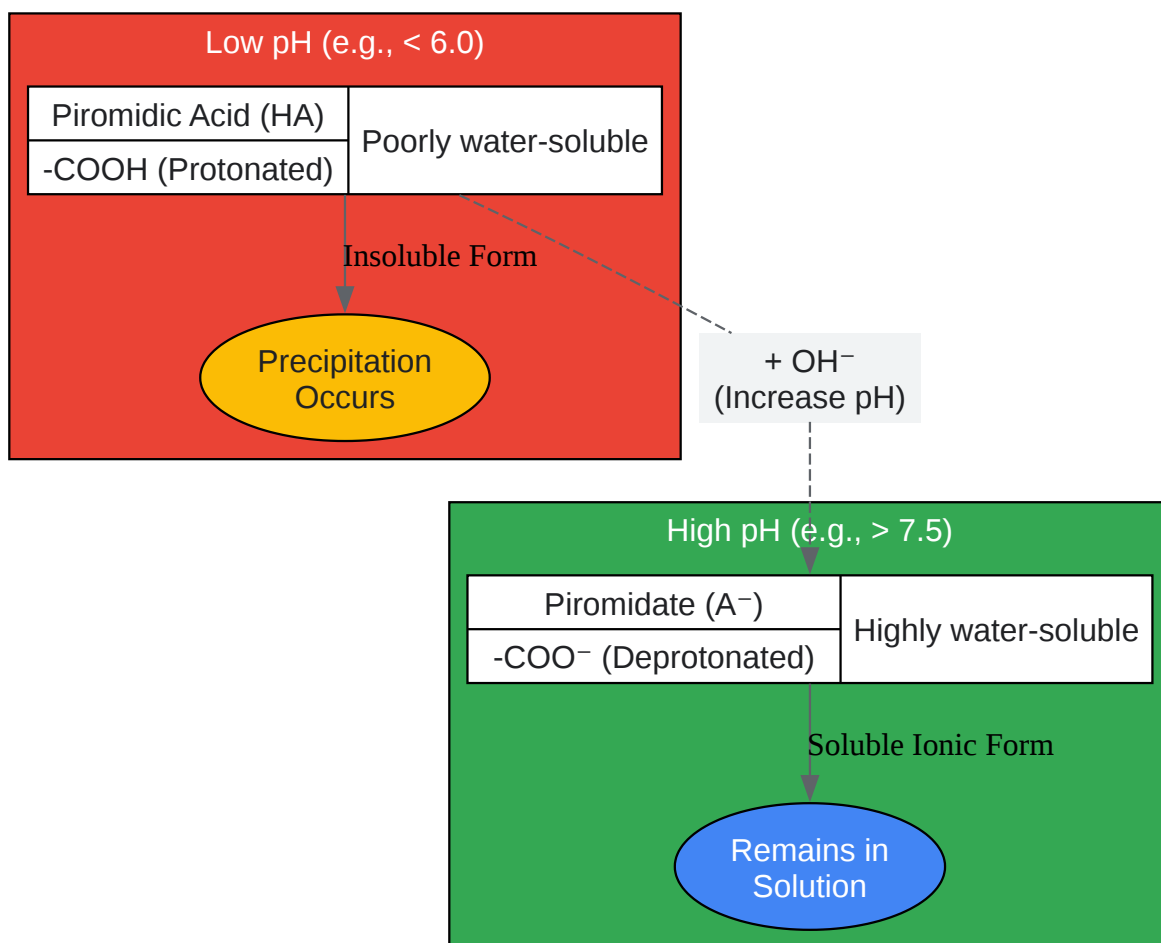 Low pH (e.g., < 6.0)
Piromidic Acid (HA)
-COOH (Protonated)
Poorly water-soluble
Insoluble Form
Precipitation
Occurs
+ OH⁻
(Increase pH)
High pH (e.g., > 7.5)
Piromidate (A⁻)
-COO⁻ (Deprotonated)
Highly water-soluble
Soluble Ionic Form
Remains in
Solution